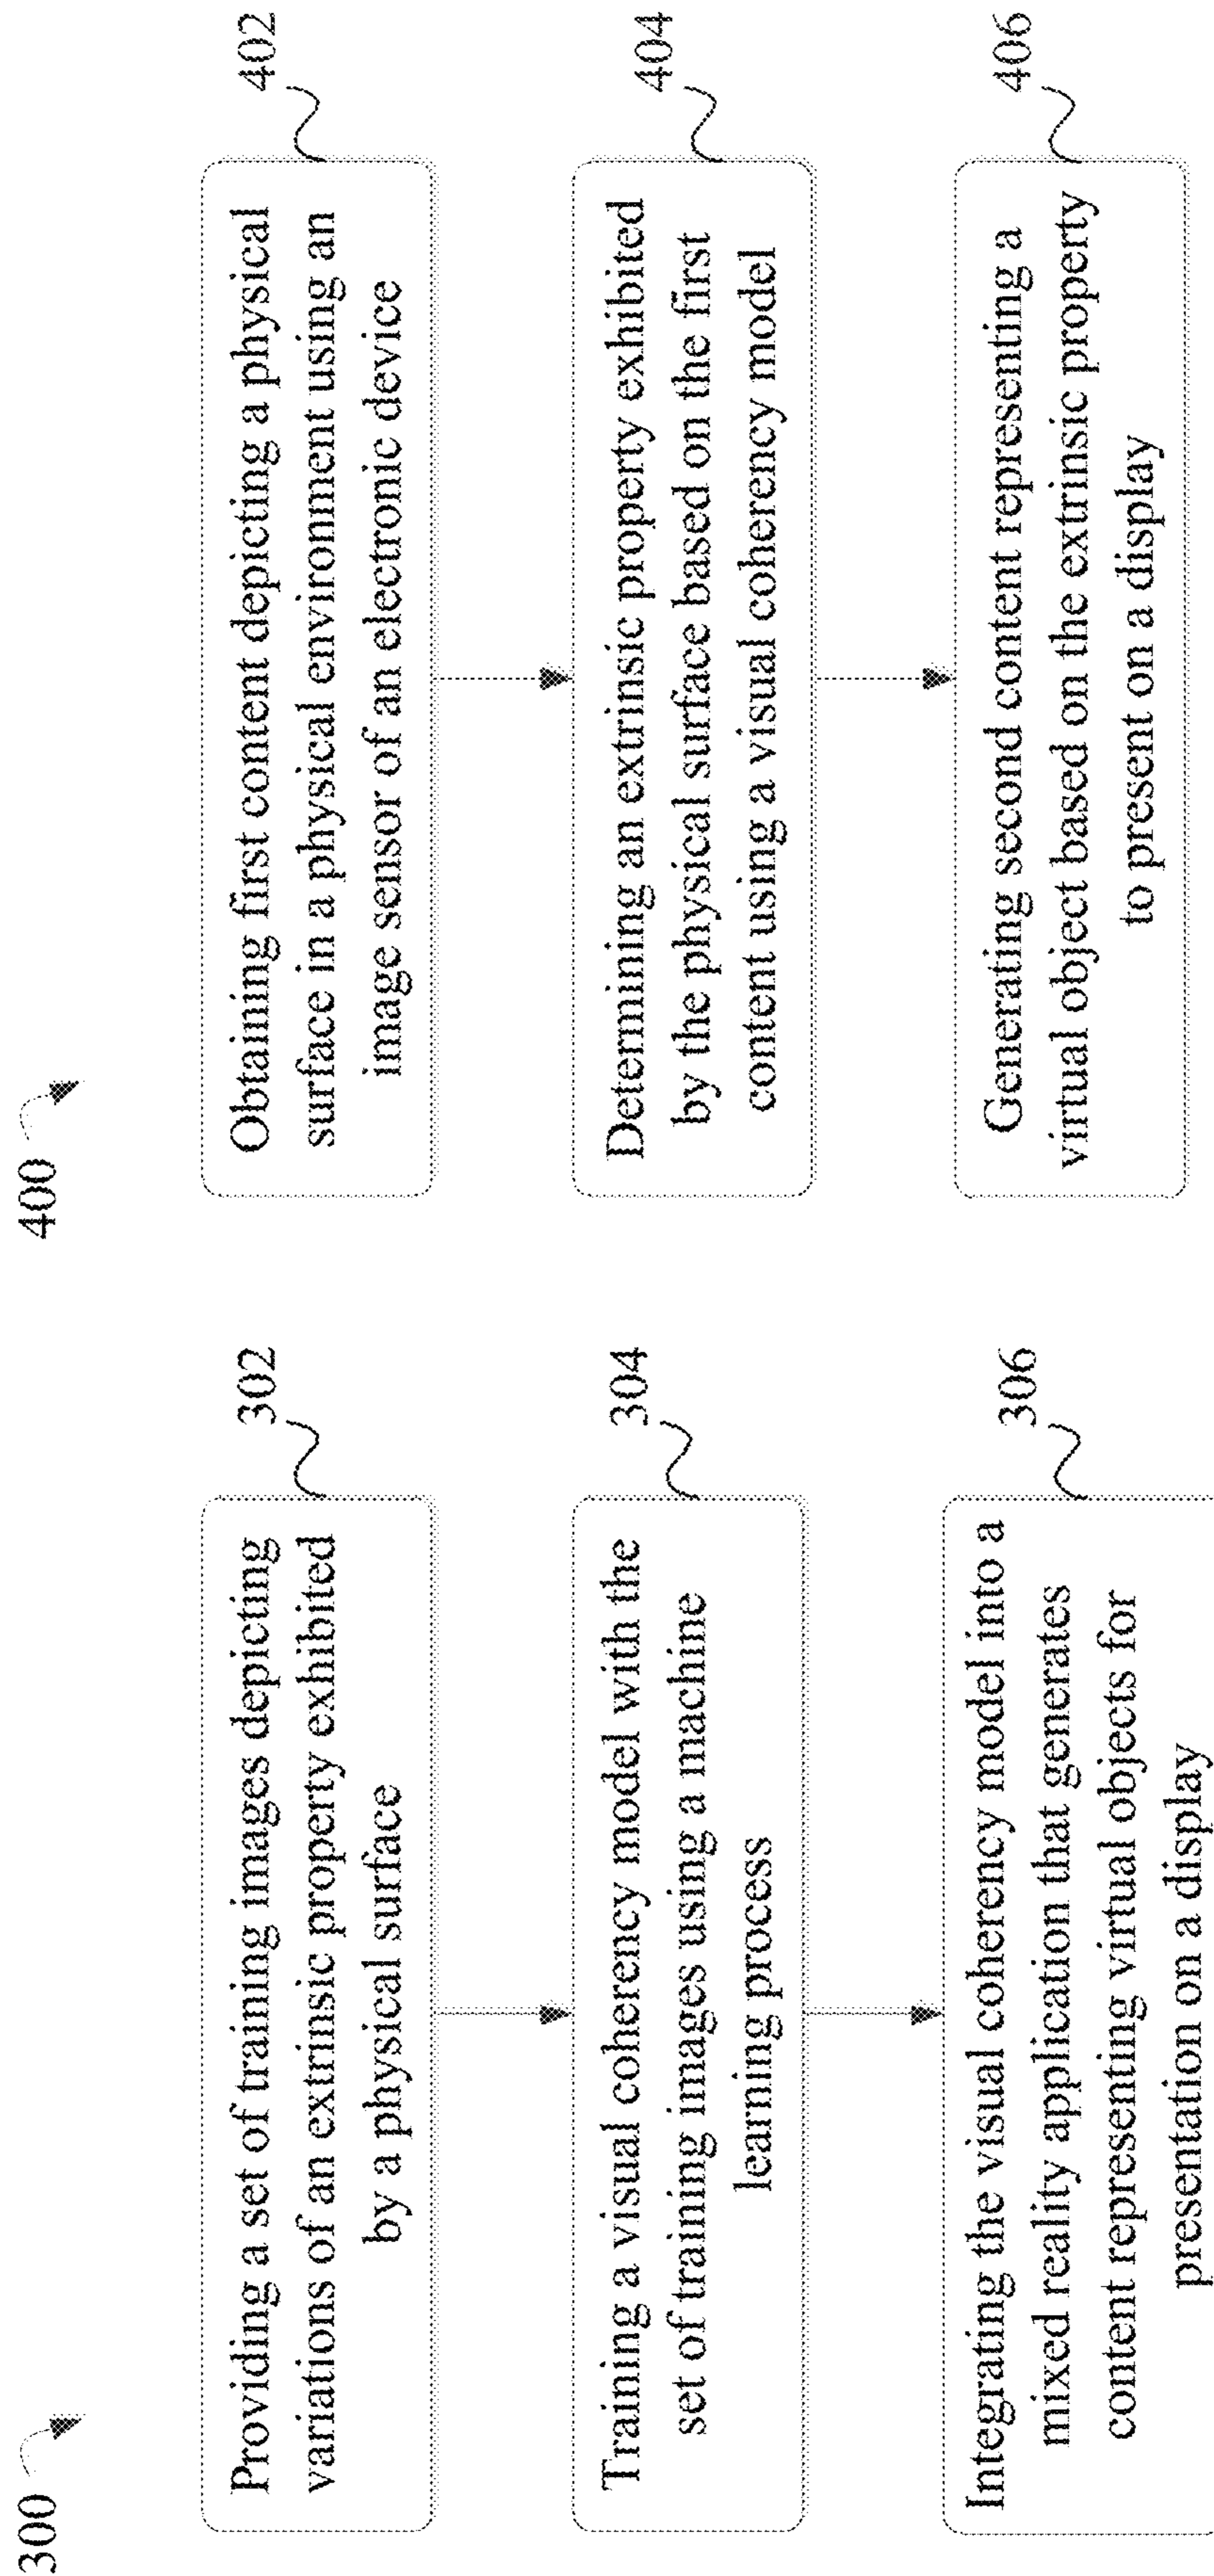 300
Providing a set of training images depicting
variations of an extrinsic property exhibited
by a physical surface
302
Training a visual coherency model with the
set of training images using a machine
learning process
304
Integrating the visual coherency model into a
mixed reality application that generates
content representing virtual objects for
presentation on a display
306
400
Obtaining first content depicting a physical
surface in a physical environment using an
image sensor of an electronic device
402
Determining an extrinsic property exhibited
by the physical surface based on the first
content using a visual coherency model
404
Generating second content representing a
virtual object based on the extrinsic property
to present on a display
406